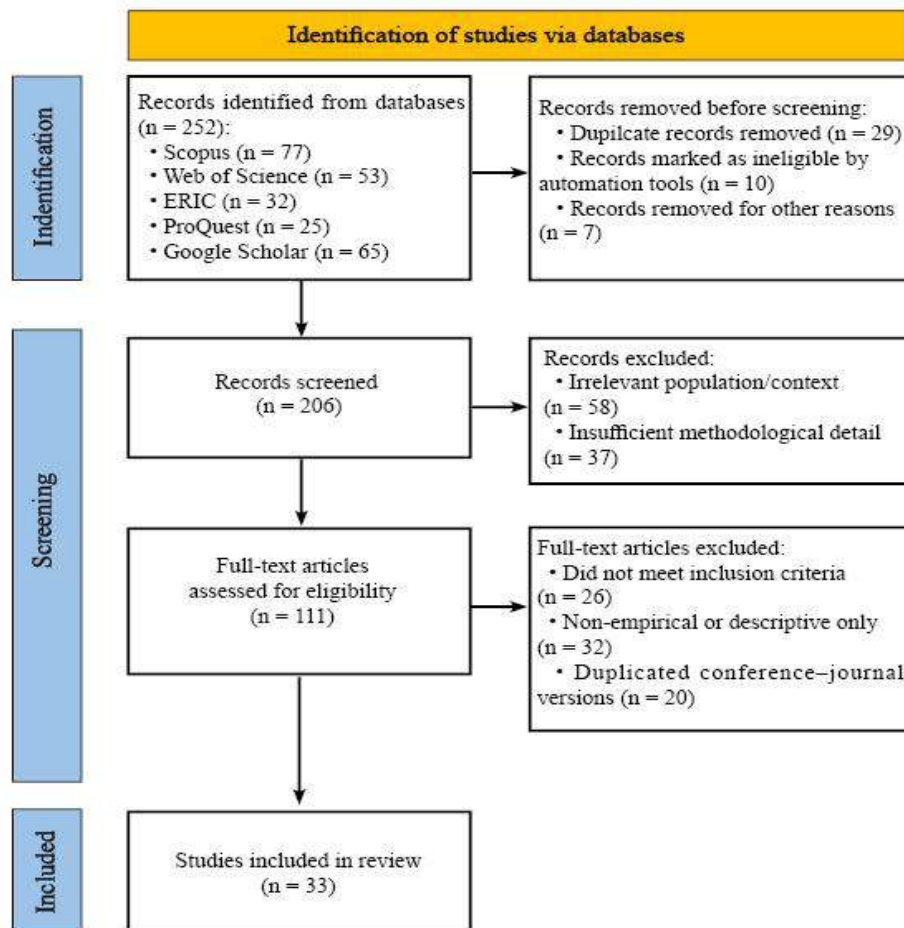 Identification of studies via databases
Indentification
Records identified from databases
(n = 252):
• Scopus (n = 77)
• Web of Science (n = 53)
• ERIC (n = 32)
• ProQuest (n = 25)
• Google Scholar (n = 65)
Records removed before screening:
• Dupilcate records removed (n = 29)
• Records marked as ineligible by
automation tools (n = 10)
• Records removed for other reasons
(n = 7)
Screening
Records screened
(n = 206)
Records excluded:
• Irrelevant population/context
(n = 58)
• Insufficient methodological detail
(n = 37)
Full-text articles
assessed for eligibility
(n = 111)
Full-text articles excluded:
• Did not meet inclusion criteria
(n = 26)
• Non-empirical or descriptive only
(n = 32)
• Duplicated conference–journal
versions (n = 20)
Included
Studies included in review
(n = 33)